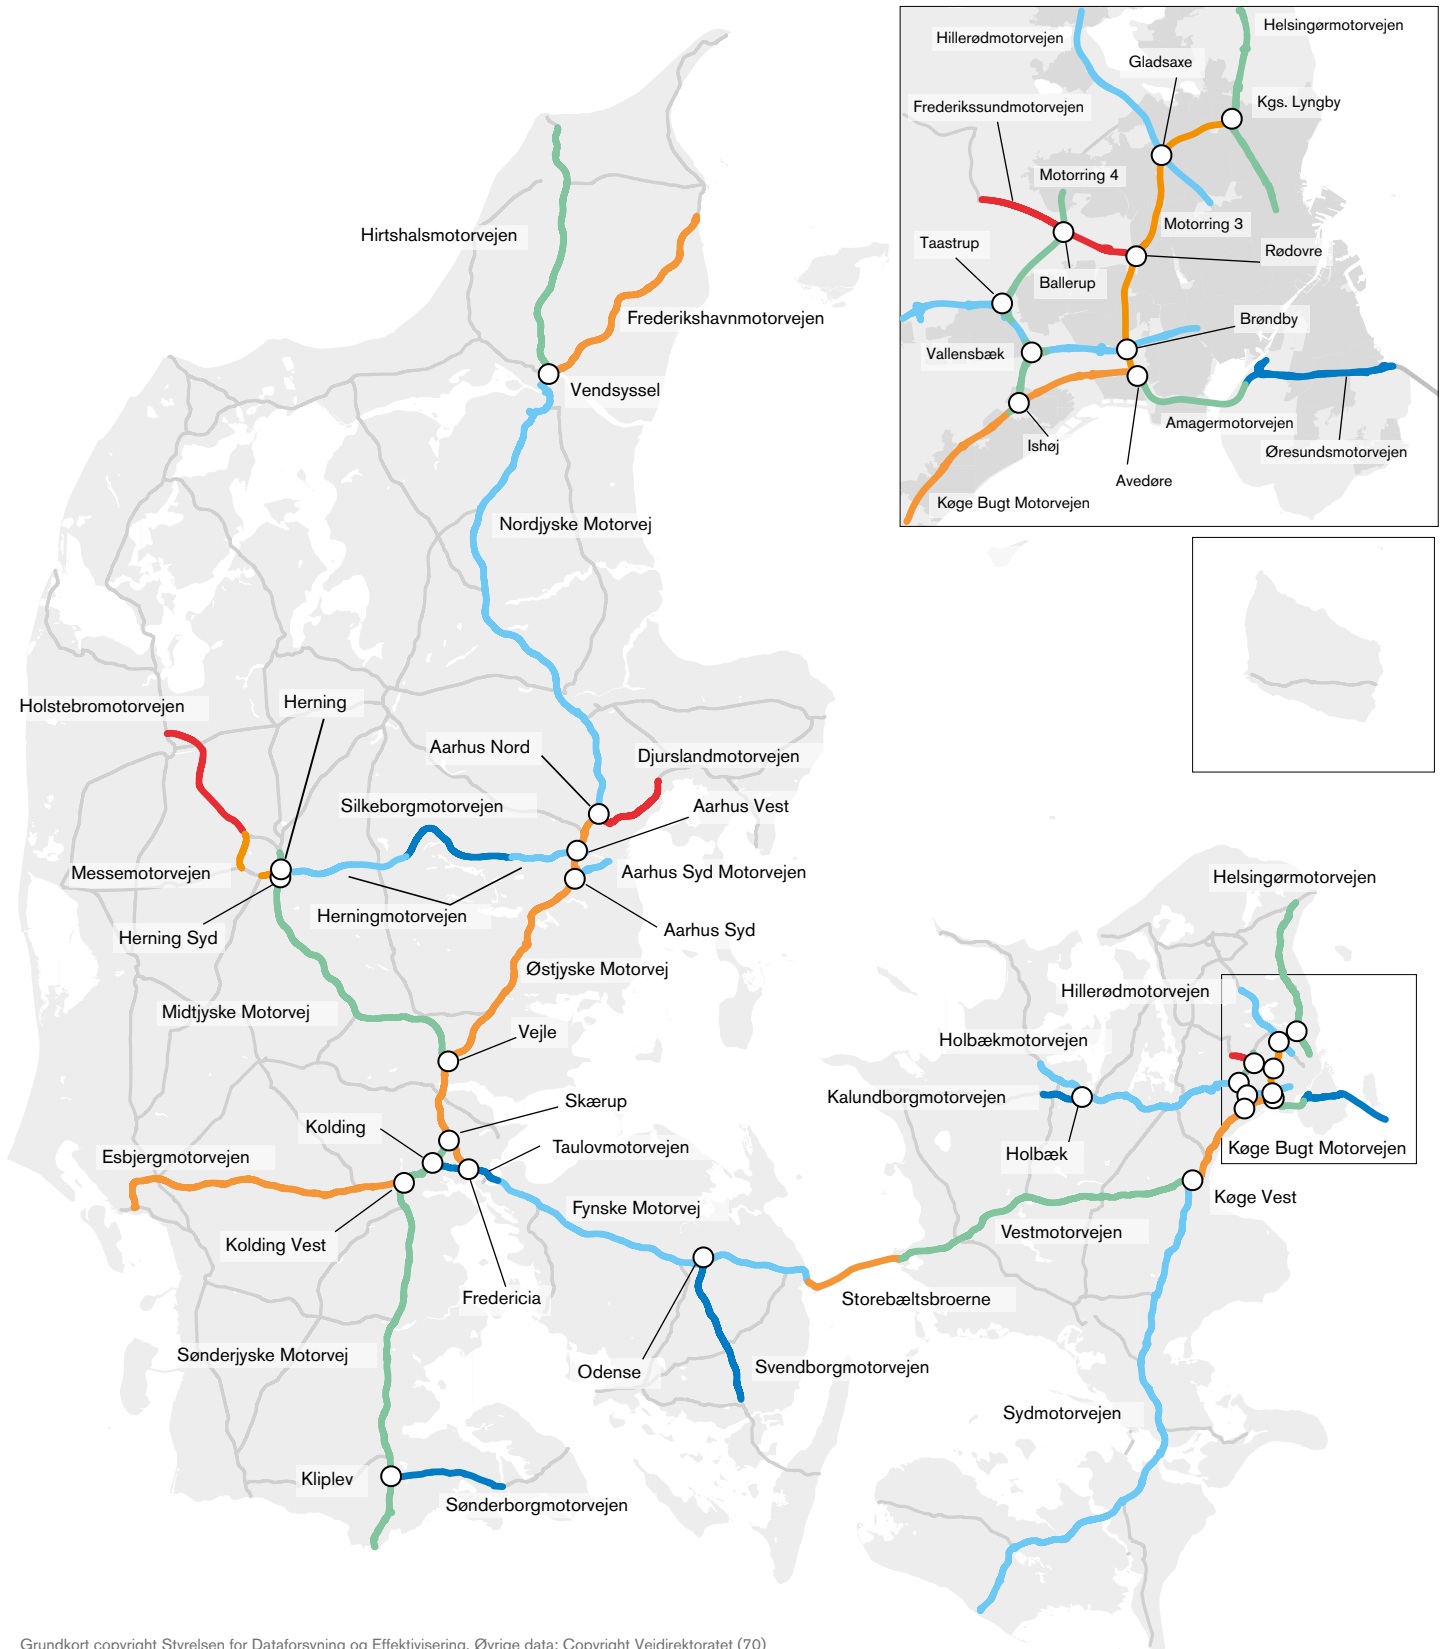 Hillerødmotorvejen
Helsingørmotorvejen
Gladsaxe
Frederikssundmotorvejen
Kgs. Lyngby
Motorring 4
Motorring 3
Taastrup
Rødovre
Ballerup
Brøndby
Vallensbæk
Amagermotorvejen
Ishøj
Øresundsmotorvejen
Avedøre
Køge Bugt Motorvejen
Hirtshalsmotorvejen
Frederikshavnmotorvejen
Vendsyssel
Nordjyske Motorvej
Holstebromotorvejen
Herning
Aarhus Nord
Djurslandmotorvejen
Silkeborgmotorvejen
Aarhus Vest
Messemotorvejen
Aarhus Syd Motorvejen
Herningmotorvejen
Herning Syd
Aarhus Syd
Østjyske Motorvej
Midtjyske Motorvej
Vejle
Skærup
Kolding
Taulovmotorvejen
Esbjergmotorvejen
Fynske Motorvej
Kolding Vest
Fredericia
Storebæltsbroerne
Sønderjyske Motorvej
Odense
Svendborgmotorvejen
Kliplev
Sønderborgmotorvejen
Helsingørmotorvejen
Hillerødmotorvejen
Holbækmotorvejen
Kalundborgmotorvejen
Holbæk
Køge Bugt Motorvejen
Køge Vest
Vestmotorvejen
Sydmotorvejen
Grundkort copyright Styrelsen for Dataforsyning og Effektivisering. Øvrige data: Copyright Vejdirektoratet (70)